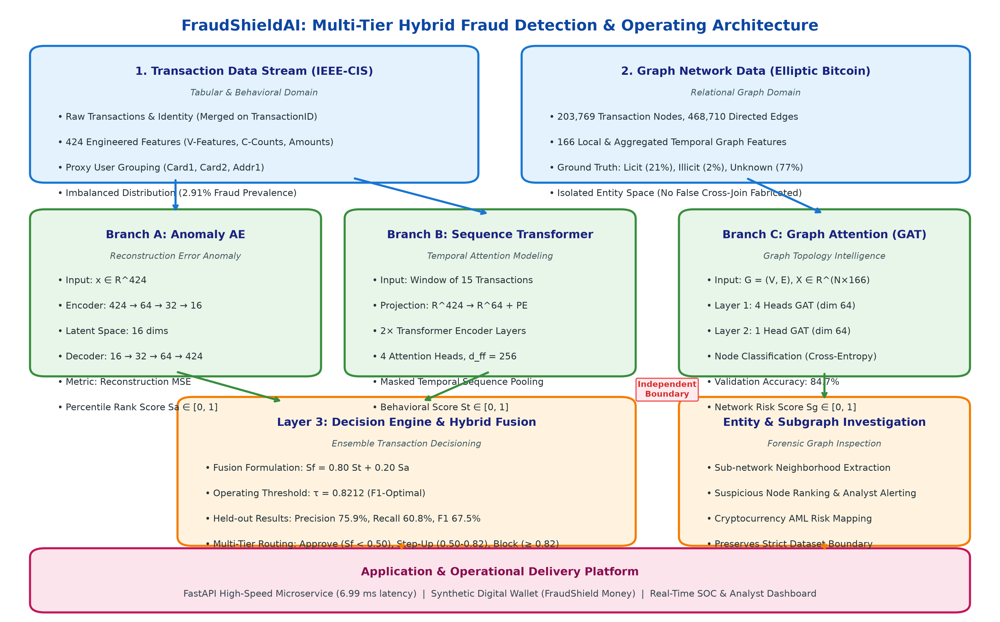 FraudShieldAI: Multi-Tier Hybrid Fraud Detection & Operating Architecture
1. Transaction Data Stream (IEEE-CIS)
Tabular & Behavioral Domain
• Raw Transactions & Identity (Merged on TransactionID)
• 424 Engineered Features (V-Features, C-Counts, Amounts)
• Proxy User Grouping (Card1, Card2, Addr1)
• Imbalanced Distribution (2.91% Fraud Prevalence)
2. Graph Network Data (Elliptic Bitcoin)
Relational Graph Domain
• 203,769 Transaction Nodes, 468,710 Directed Edges
• 166 Local & Aggregated Temporal Graph Features
• Ground Truth: Licit (21%), Illicit (2%), Unknown (77%)
• Isolated Entity Space (No False Cross-Join Fabricated)
Branch A: Anomaly AE
Reconstruction Error Anomaly
• Input: x ∈ R^424
• Encoder: 424 → 64 → 32 → 16
• Latent Space: 16 dims
• Decoder: 16 → 32 → 64 → 424
• Metric: Reconstruction MSE
• Percentile Rank Score Sa ∈ [0, 1]
Branch B: Sequence Transformer
Temporal Attention Modeling
• Input: Window of 15 Transactions
• Projection: R^424 → R^64 + PE
• 2× Transformer Encoder Layers
• 4 Attention Heads, d_ff = 256
• Masked Temporal Sequence Pooling
• Behavioral Score St ∈ [0, 1]
Branch C: Graph Attention (GAT)
Graph Topology Intelligence
• Input: G = (V, E), X ∈ R^(N×166)
• Layer 1: 4 Heads GAT (dim 64)
• Layer 2: 1 Head GAT (dim 64)
• Node Classification (Cross-Entropy)
• Validation Accuracy: 84.7%
• Network Risk Score Sg ∈ [0, 1]
Independent
Boundary
Layer 3: Decision Engine & Hybrid Fusion
Ensemble Transaction Decisioning
• Fusion Formulation: Sf = 0.80 St + 0.20 Sa
• Operating Threshold: τ = 0.8212 (F1-Optimal)
• Held-out Results: Precision 75.9%, Recall 60.8%, F1 67.5%
• Multi-Tier Routing: Approve (Sf < 0.50), Step-Up (0.50-0.82), Block (≥ 0.82)
Entity & Subgraph Investigation
Forensic Graph Inspection
• Sub-network Neighborhood Extraction
• Suspicious Node Ranking & Analyst Alerting
• Cryptocurrency AML Risk Mapping
• Preserves Strict Dataset Boundary
Application & Operational Delivery Platform
FastAPI High-Speed Microservice (6.99 ms latency) | Synthetic Digital Wallet (FraudShield Money) | Real-Time SOC & Analyst Dashboard